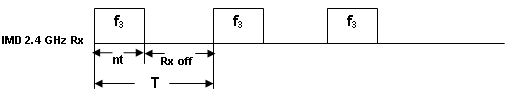 f₃ f₃ f₃
IMD 2.4 GHz Rx
nt Rx off
T